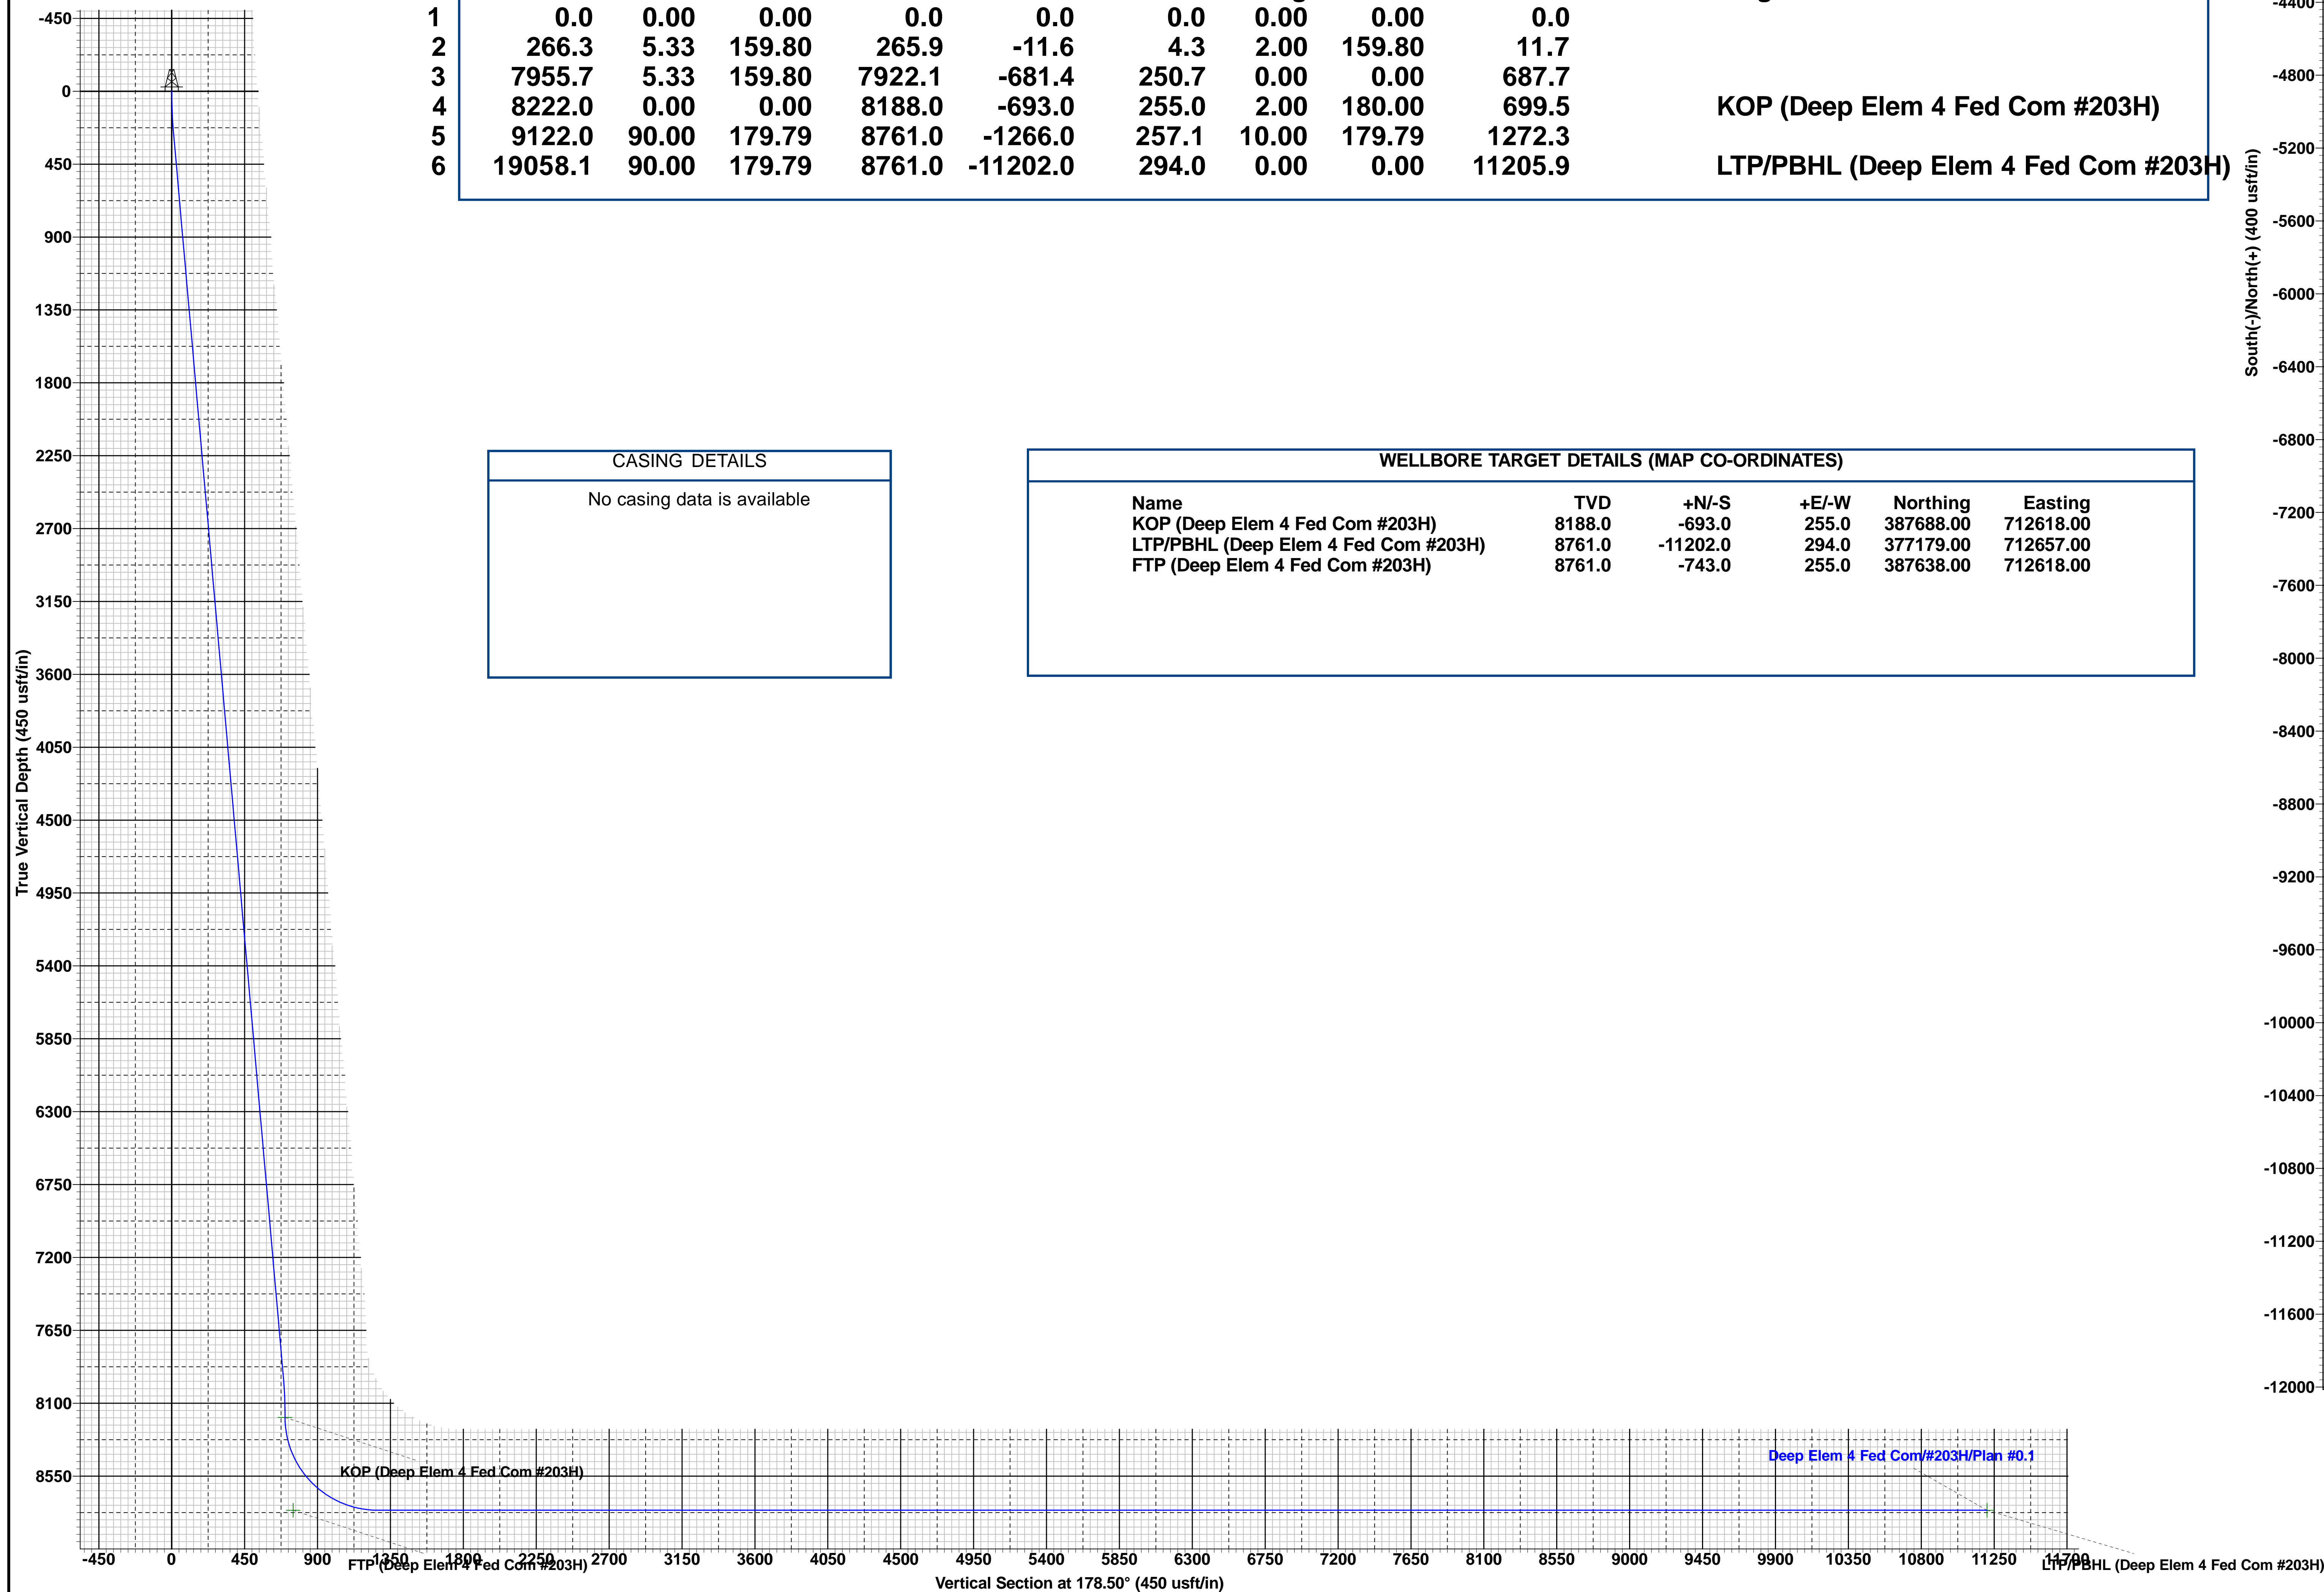 1 0.0 0.00 0.00 0.0 0.0 0.0 0.00 0.00 0.0
2 266.3 5.33 159.80 265.9 -11.6 4.3 2.00 159.80 11.7
3 7955.7 5.33 159.80 7922.1 -681.4 250.7 0.00 0.00 687.7
4 8222.0 0.00 0.00 8188.0 -693.0 255.0 2.00 180.00 699.5 KOP (Deep Elem 4 Fed Com #203H)
5 9122.0 90.00 179.79 8761.0 -1266.0 257.1 10.00 179.79 1272.3
6 19058.1 90.00 179.79 8761.0 -11202.0 294.0 0.00 0.00 11205.9 LTP/PBHL (Deep Elem 4 Fed Com #203H)
CASING DETAILS
No casing data is available
WELLBORE TARGET DETAILS (MAP CO-ORDINATES)
Name TVD +N/-S +E/-W Northing Easting
KOP (Deep Elem 4 Fed Com #203H) 8188.0 -693.0 255.0 387688.00 712618.00
LTP/PBHL (Deep Elem 4 Fed Com #203H) 8761.0 -11202.0 294.0 377179.00 712657.00
FTP (Deep Elem 4 Fed Com #203H) 8761.0 -743.0 255.0 387638.00 712618.00
True Vertical Depth (450 usft/in)
-450
0
450
900
1350
1800
2250
2700
3150
3600
4050
4500
4950
5400
5850
6300
6750
7200
7650
8100
8550
KOP (Deep Elem 4 Fed Com #203H)
Deep Elem 4 Fed Com/#203H/Plan #0.1
-450 0 450 900 1350 1800 2250 2700 3150 3600 4050 4500 4950 5400 5850 6300 6750 7200 7650 8100 8550 9000 9450 9900 10350 10800 11250 11700
FTP (Deep Elem 4 Fed Com #203H)
LTP/PBHL (Deep Elem 4 Fed Com #203H)
Vertical Section at 178.50° (450 usft/in)
South(-)/North(+) (400 usft/in)
-4400
-4800
-5200
-5600
-6000
-6400
-6800
-7200
-7600
-8000
-8400
-8800
-9200
-9600
-10000
-10400
-10800
-11200
-11600
-12000